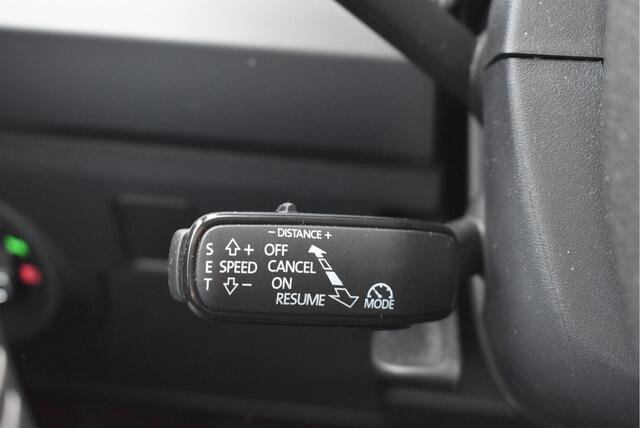 − DISTANCE +
S + OFF
E SPEED CANCEL
T − ON
RESUME MODE